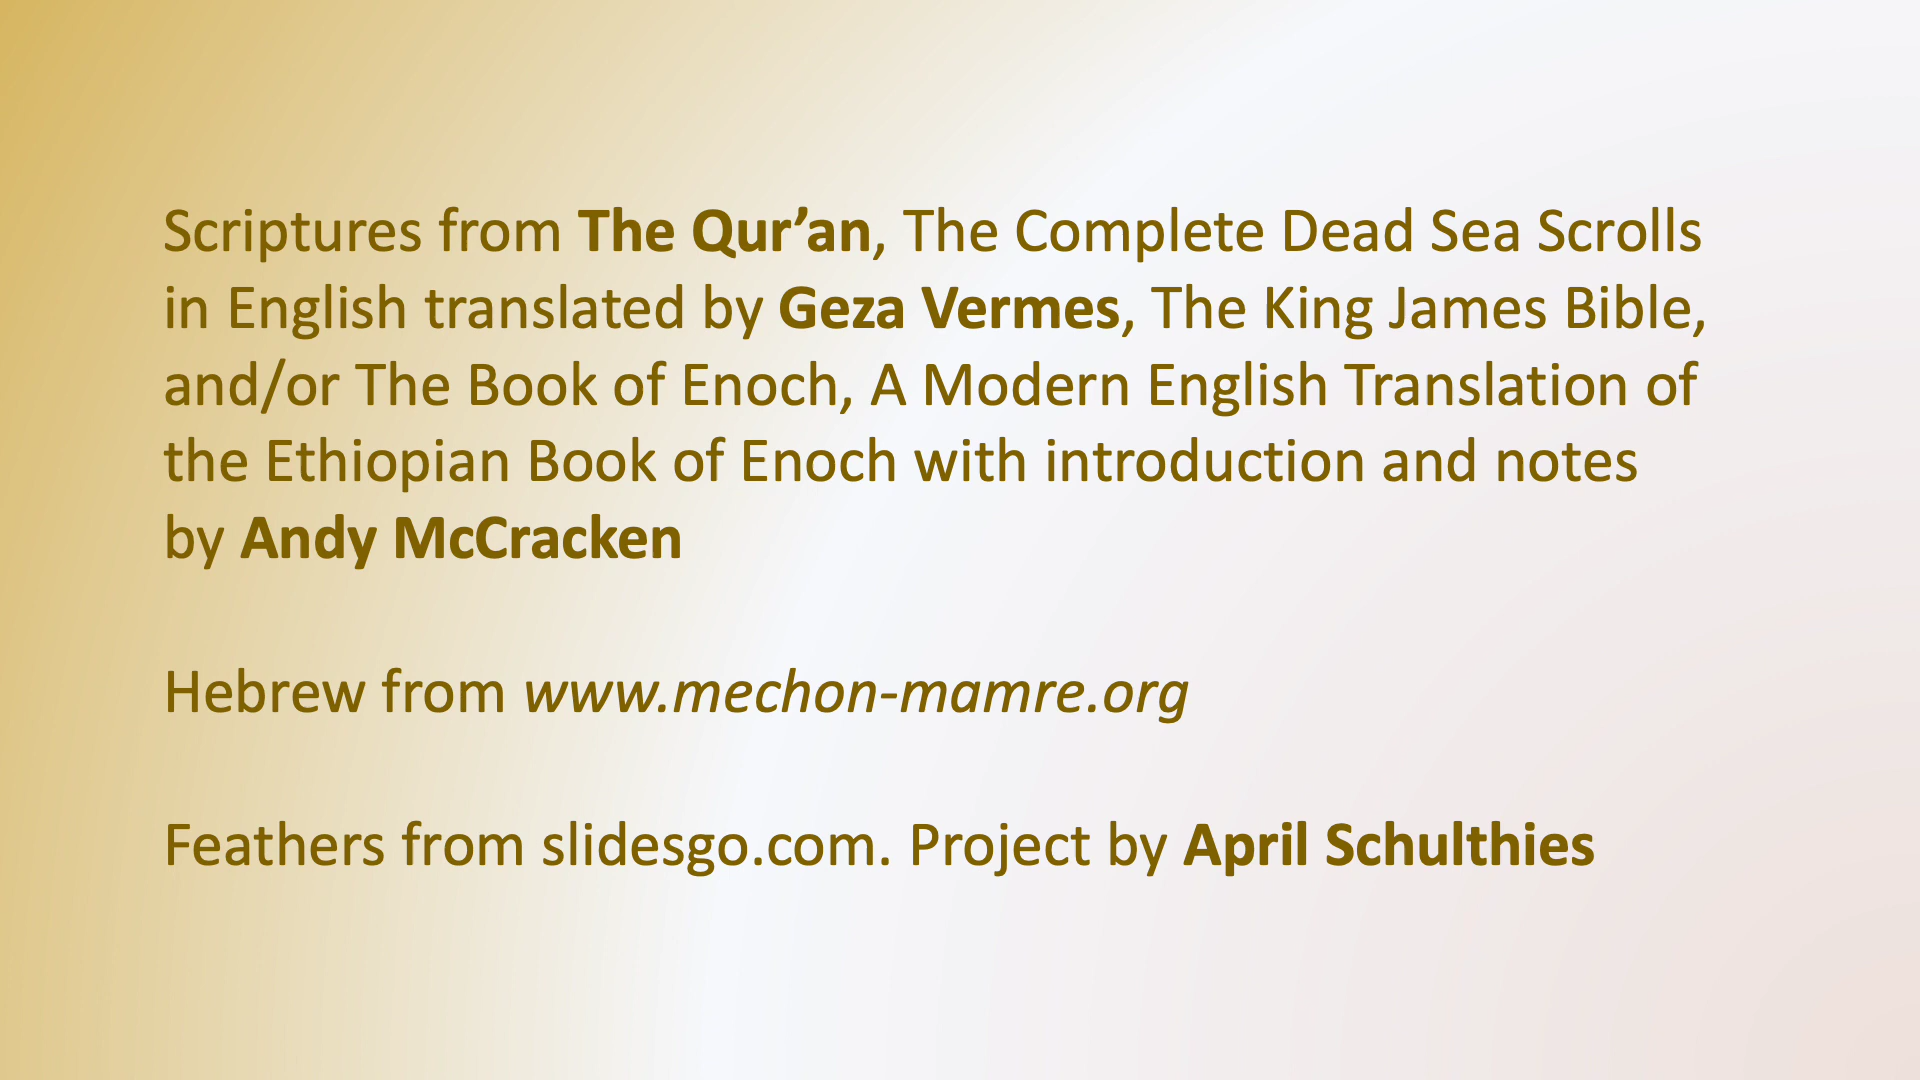 Scriptures from The Qur’an, The Complete Dead Sea Scrolls
in English translated by Geza Vermes, The King James Bible,
and/or The Book of Enoch, A Modern English Translation of
the Ethiopian Book of Enoch with introduction and notes
by Andy McCracken
Hebrew from www.mechon-mamre.org
Feathers from slidesgo.com. Project by April Schulthies